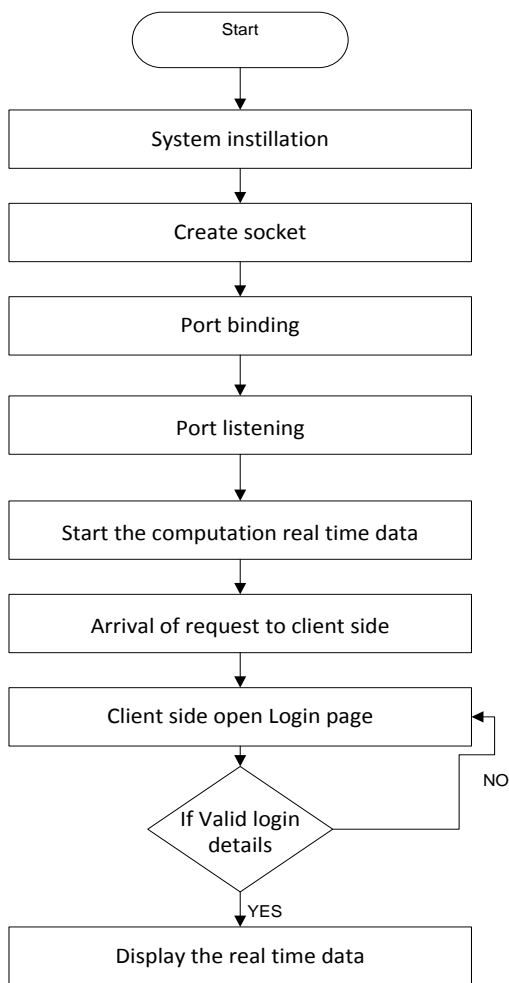 Start
System instillation
Create socket
Port binding
Port listening
Start the computation real time data
Arrival of request to client side
Client side open Login page
If Valid login
details
NO
YES
Display the real time data